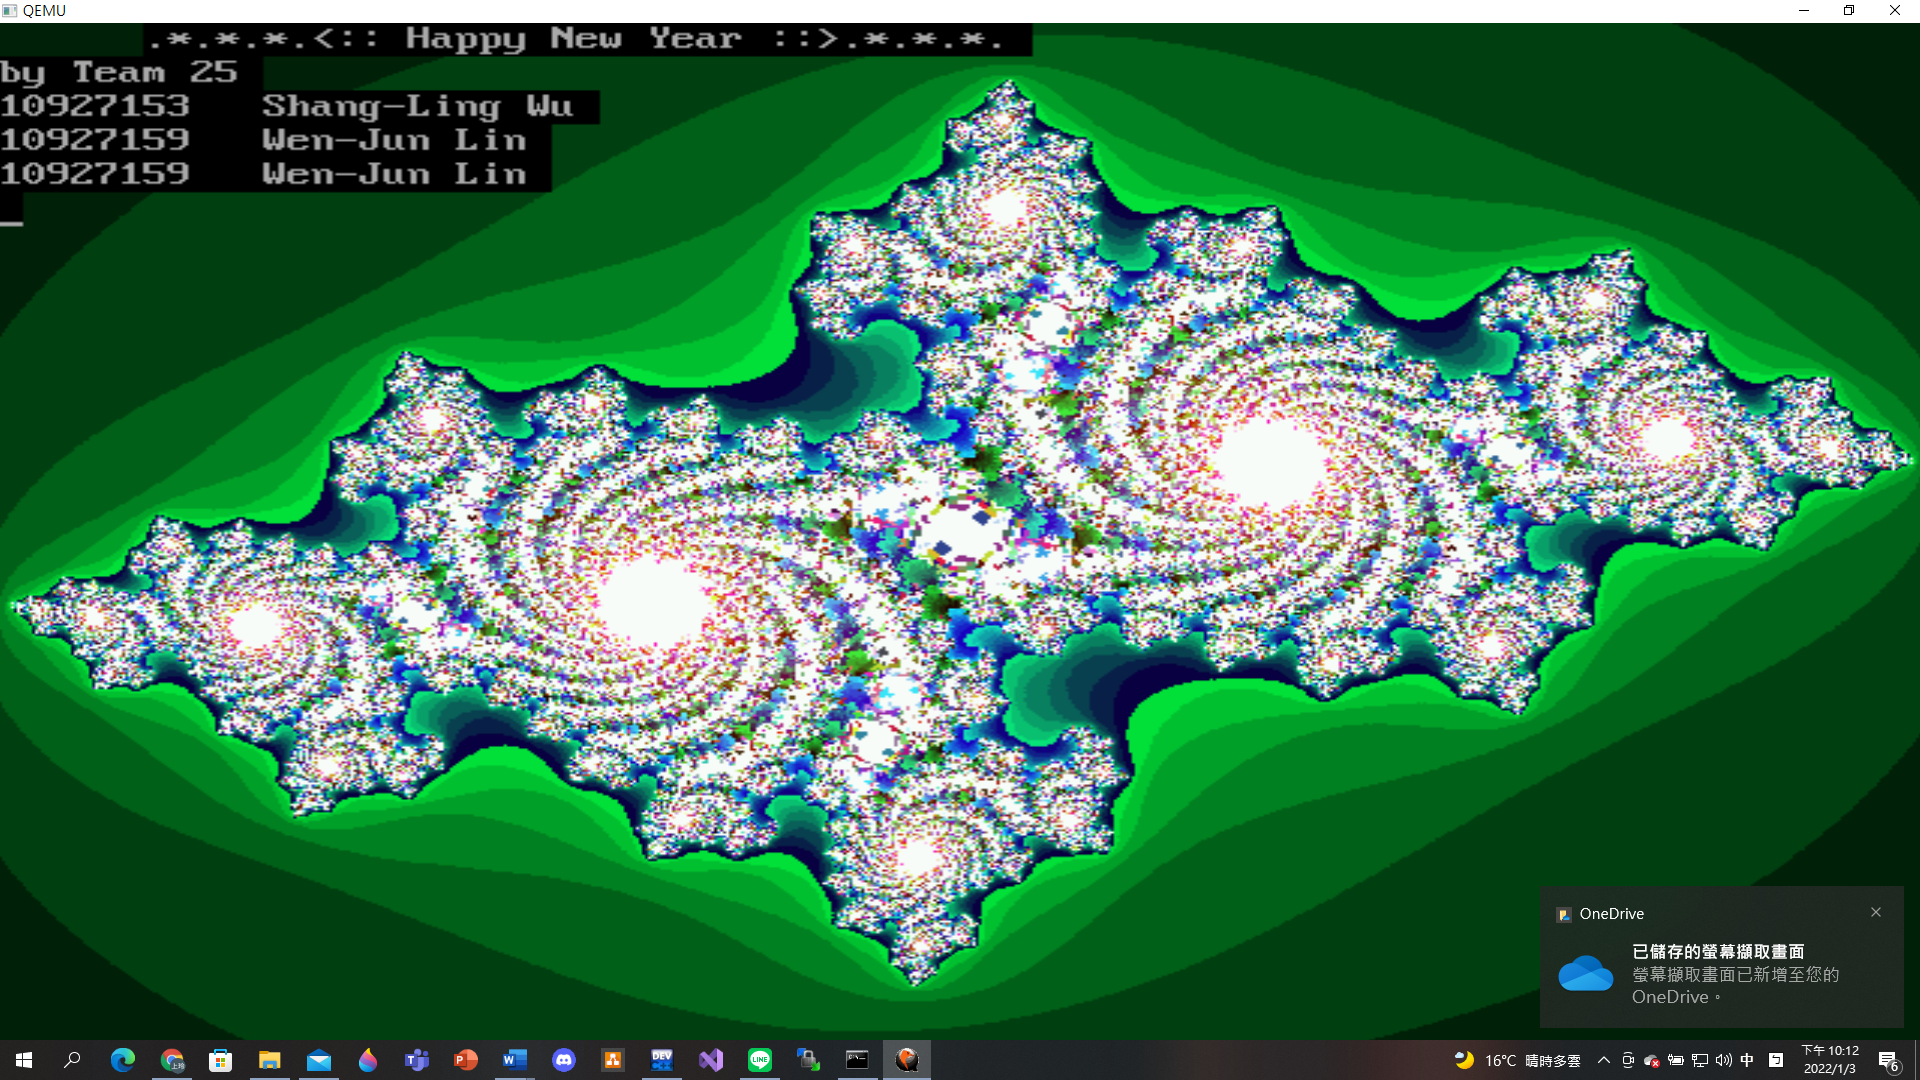 QEMU
.*.*.*.<:: Happy New Year ::>.*.*.*.
by Team 25
10927153 Shang-Ling Wu
10927159 Wen-Jun Lin
10927159 Wen-Jun Lin
OneDrive
已儲存的螢幕擷取畫面
螢幕擷取畫面已新增至您的
OneDrive。
16°C 晴時多雲
中
下午 10:12
2022/1/3
6